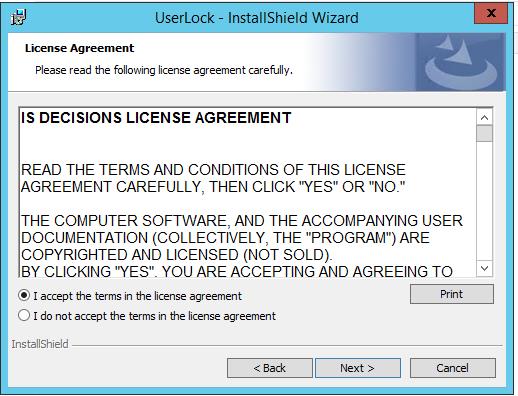 UserLock - InstallShield Wizard
License Agreement
Please read the following license agreement carefully.
IS DECISIONS LICENSE AGREEMENT
READ THE TERMS AND CONDITIONS OF THIS LICENSE
AGREEMENT CAREFULLY, THEN CLICK "YES" OR "NO."
THE COMPUTER SOFTWARE, AND THE ACCOMPANYING USER
DOCUMENTATION (COLLECTIVELY, THE "PROGRAM") ARE
COPYRIGHTED AND LICENSED (NOT SOLD).
BY CLICKING "YES". YOU ARE ACCEPTING AND AGREEING TO
I accept the terms in the license agreement
Print
I do not accept the terms in the license agreement
InstallShield
< Back
Next >
Cancel